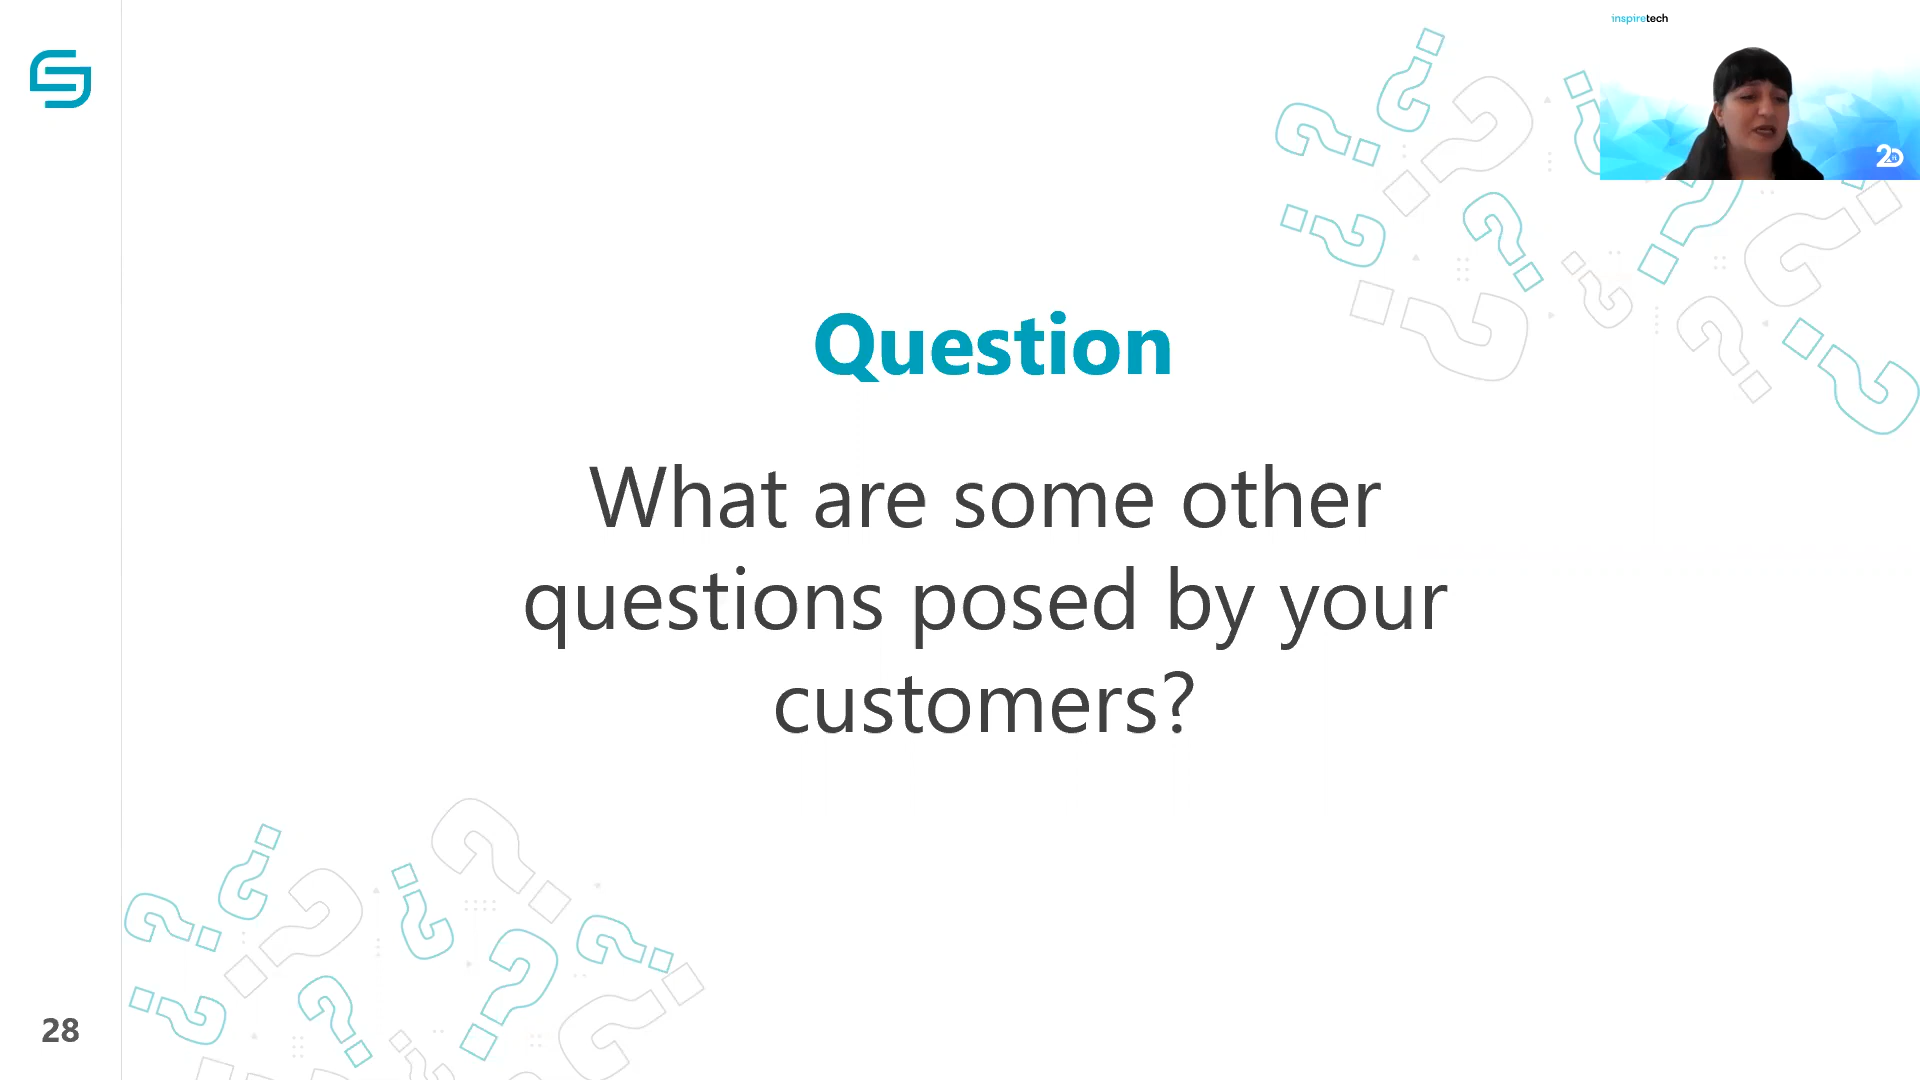 inspiretech
Question
What are some other
questions posed by your
customers?
28